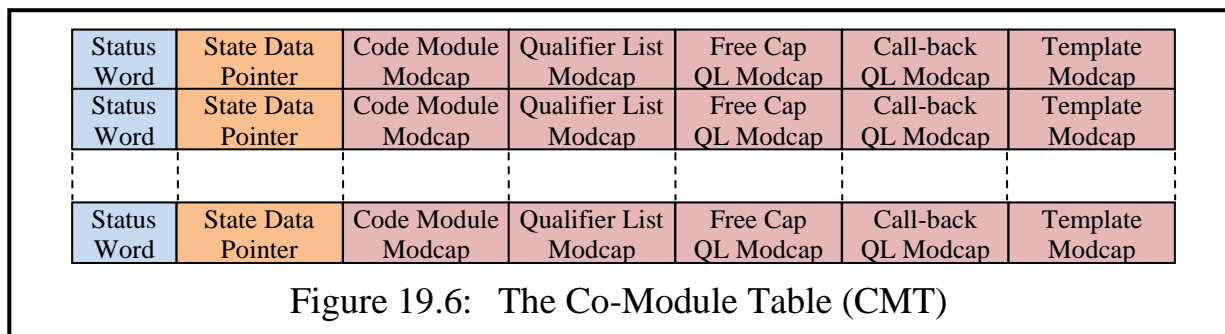 Status State Data Code Module Qualifier List Free Cap Call-back Template
Word Pointer Modcap Modcap QL Modcap QL Modcap Modcap
Status State Data Code Module Qualifier List Free Cap Call-back Template
Word Pointer Modcap Modcap QL Modcap QL Modcap Modcap
Status State Data Code Module Qualifier List Free Cap Call-back Template
Word Pointer Modcap Modcap QL Modcap QL Modcap Modcap
Figure 19.6: The Co-Module Table (CMT)